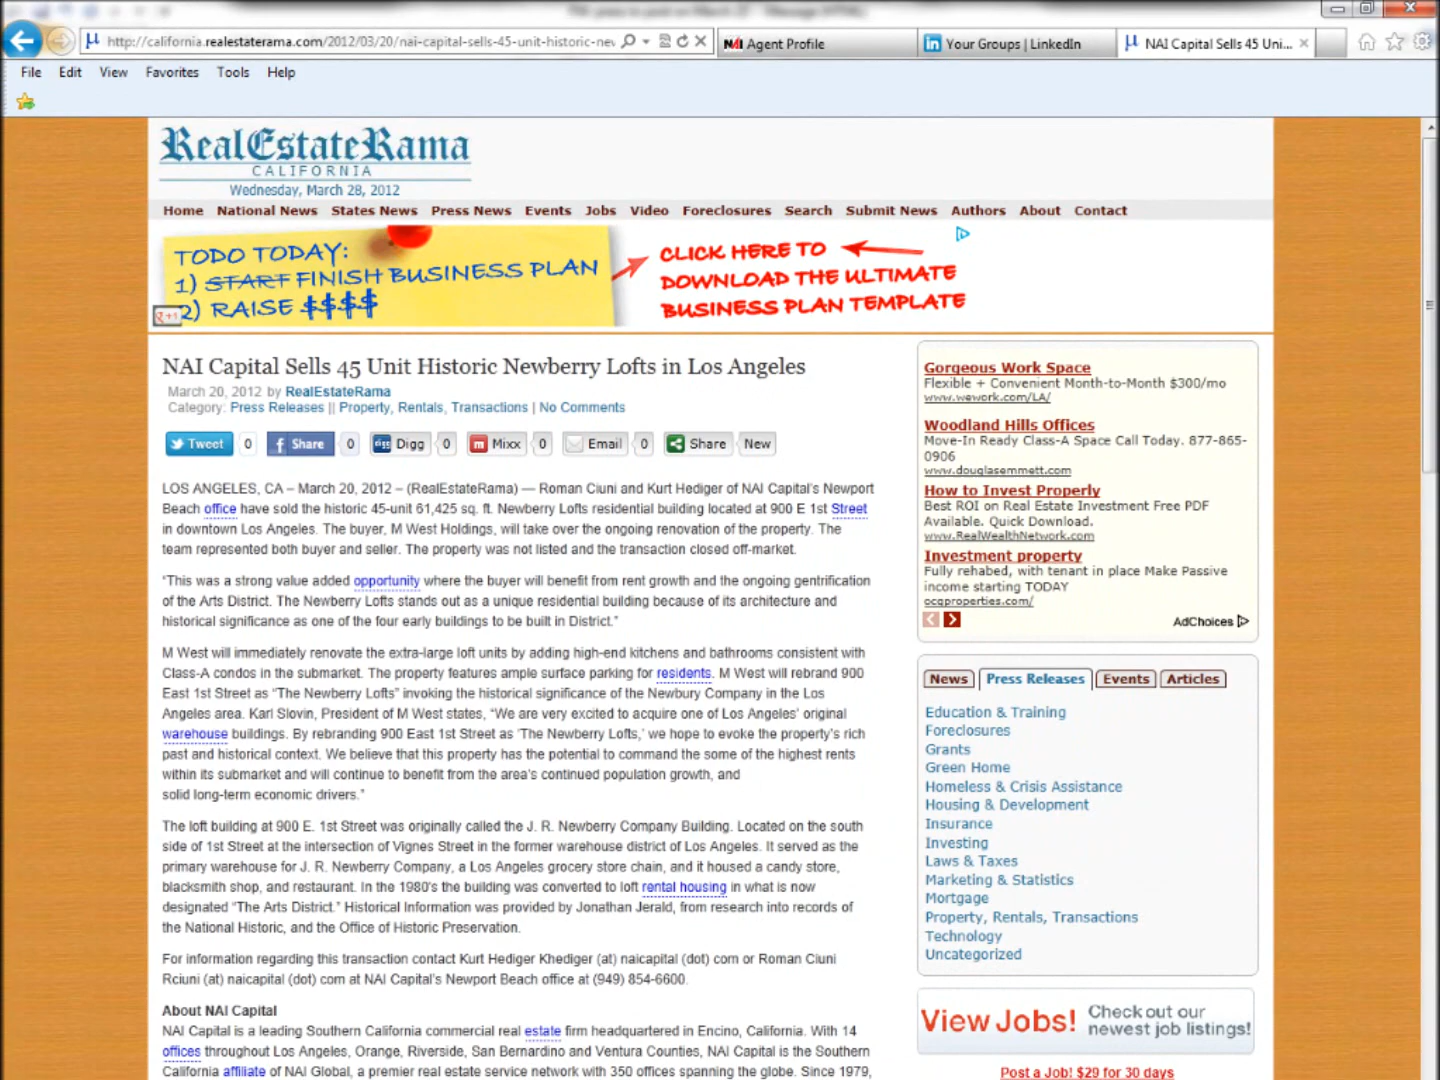 http://california.realestaterama.com/2012/03/20/nai-capital-sells-45-unit-historic-nev
NAI Agent Profile
in Your Groups | LinkedIn
μ NAI Capital Sells 45 Uni... ×
File Edit View Favorites Tools Help
RealEstateRama
CALIFORNIA
Wednesday, March 28, 2012
Home National News States News Press News Events Jobs Video Foreclosures Search Submit News Authors About Contact
TODO TODAY:
1) START FINISH BUSINESS PLAN
2) RAISE $$$$
+1
CLICK HERE TO
DOWNLOAD THE ULTIMATE
BUSINESS PLAN TEMPLATE
NAI Capital Sells 45 Unit Historic Newberry Lofts in Los Angeles
March 20, 2012 by RealEstateRama
Category: Press Releases || Property, Rentals, Transactions | No Comments
Tweet 0 f Share 0 digg Digg 0 m Mixx 0 Email 0 Share New
LOS ANGELES, CA – March 20, 2012 – (RealEstateRama) — Roman Ciuni and Kurt Hediger of NAI Capital's Newport
Beach office have sold the historic 45-unit 61,425 sq. ft. Newberry Lofts residential building located at 900 E 1st Street
in downtown Los Angeles. The buyer, M West Holdings, will take over the ongoing renovation of the property. The
team represented both buyer and seller. The property was not listed and the transaction closed off-market.
“This was a strong value added opportunity where the buyer will benefit from rent growth and the ongoing gentrification
of the Arts District. The Newberry Lofts stands out as a unique residential building because of its architecture and
historical significance as one of the four early buildings to be built in District.”
M West will immediately renovate the extra-large loft units by adding high-end kitchens and bathrooms consistent with
Class-A condos in the submarket. The property features ample surface parking for residents. M West will rebrand 900
East 1st Street as “The Newberry Lofts” invoking the historical significance of the Newbury Company in the Los
Angeles area. Karl Slovin, President of M West states, “We are very excited to acquire one of Los Angeles' original
warehouse buildings. By rebranding 900 East 1st Street as ‘The Newberry Lofts,’ we hope to evoke the property's rich
past and historical context. We believe that this property has the potential to command the some of the highest rents
within its submarket and will continue to benefit from the area's continued population growth, and
solid long-term economic drivers.”
The loft building at 900 E. 1st Street was originally called the J. R. Newberry Company Building. Located on the south
side of 1st Street at the intersection of Vignes Street in the former warehouse district of Los Angeles. It served as the
primary warehouse for J. R. Newberry Company, a Los Angeles grocery store chain, and it housed a candy store,
blacksmith shop, and restaurant. In the 1980's the building was converted to loft rental housing in what is now
designated “The Arts District.” Historical Information was provided by Jonathan Jerald, from research into records of
the National Historic, and the Office of Historic Preservation.
For information regarding this transaction contact Kurt Hediger Khediger (at) naicapital (dot) com or Roman Ciuni
Rciuni (at) naicapital (dot) com at NAI Capital's Newport Beach office at (949) 854-6600.
About NAI Capital
NAI Capital is a leading Southern California commercial real estate firm headquartered in Encino, California. With 14
offices throughout Los Angeles, Orange, Riverside, San Bernardino and Ventura Counties, NAI Capital is the Southern
California affiliate of NAI Global, a premier real estate service network with 350 offices spanning the globe. Since 1979,
Gorgeous Work Space
Flexible + Convenient Month-to-Month $300/mo
www.wework.com/LA/
Woodland Hills Offices
Move-In Ready Class-A Space Call Today. 877-865-
0906
www.douglasemmett.com
How to Invest Properly
Best ROI on Real Estate Investment Free PDF
Available. Quick Download.
www.RealWealthNetwork.com
Investment property
Fully rehabed, with tenant in place Make Passive
income starting TODAY
ocgproperties.com/
AdChoices
News Press Releases Events Articles
Education & Training
Foreclosures
Grants
Green Home
Homeless & Crisis Assistance
Housing & Development
Insurance
Investing
Laws & Taxes
Marketing & Statistics
Mortgage
Property, Rentals, Transactions
Technology
Uncategorized
View Jobs! Check out our
newest job listings!
Post a Job! $29 for 30 days